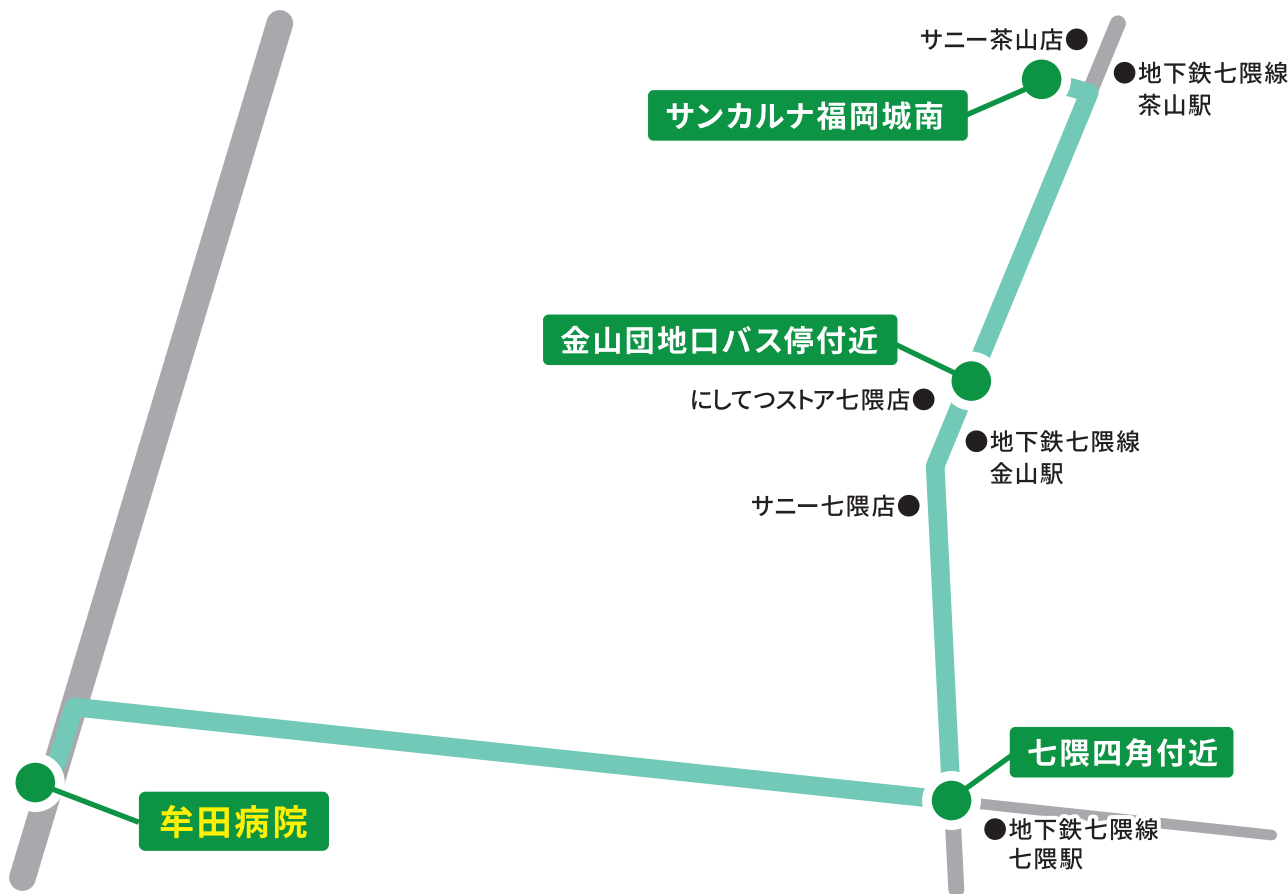 サニー茶山店
地下鉄七隈線
茶山駅
サンカルナ福岡城南
金山団地口バス停付近
にしてつストア七隈店
地下鉄七隈線
金山駅
サニー七隈店
七隈四角付近
牟田病院
地下鉄七隈線
七隈駅